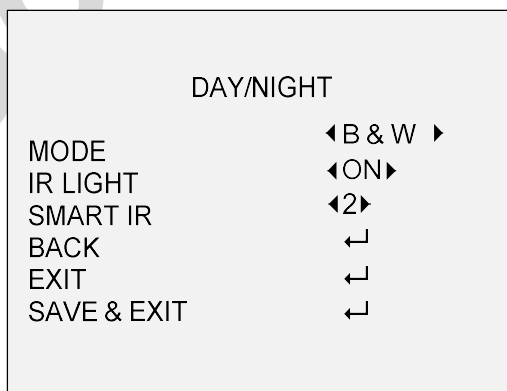 DAY/NIGHT
MODE ◂B & W ▸
IR LIGHT ◂ON▸
SMART IR ◂2▸
BACK ↵
EXIT ↵
SAVE & EXIT ↵